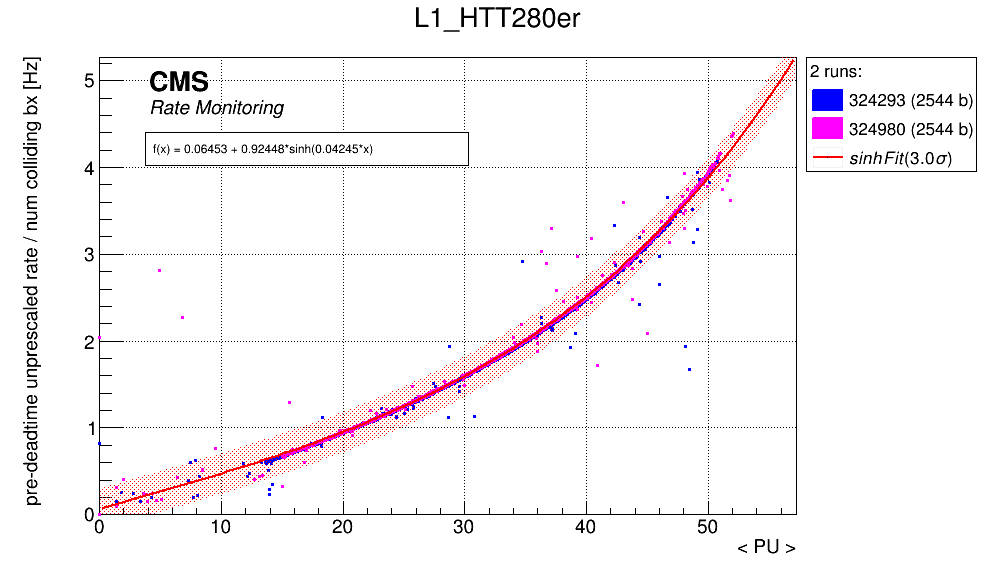 L1_HTT280er
pre-deadtime unprescaled rate / num colliding bx [Hz]
CMS
Rate Monitoring
f(x) = 0.06453 + 0.92448*sinh(0.04245*x)
2 runs:
324293 (2544 b)
324980 (2544 b)
sinhFit(3.0σ)
5
4
3
2
1
0
0 10 20 30 40 50
< PU >